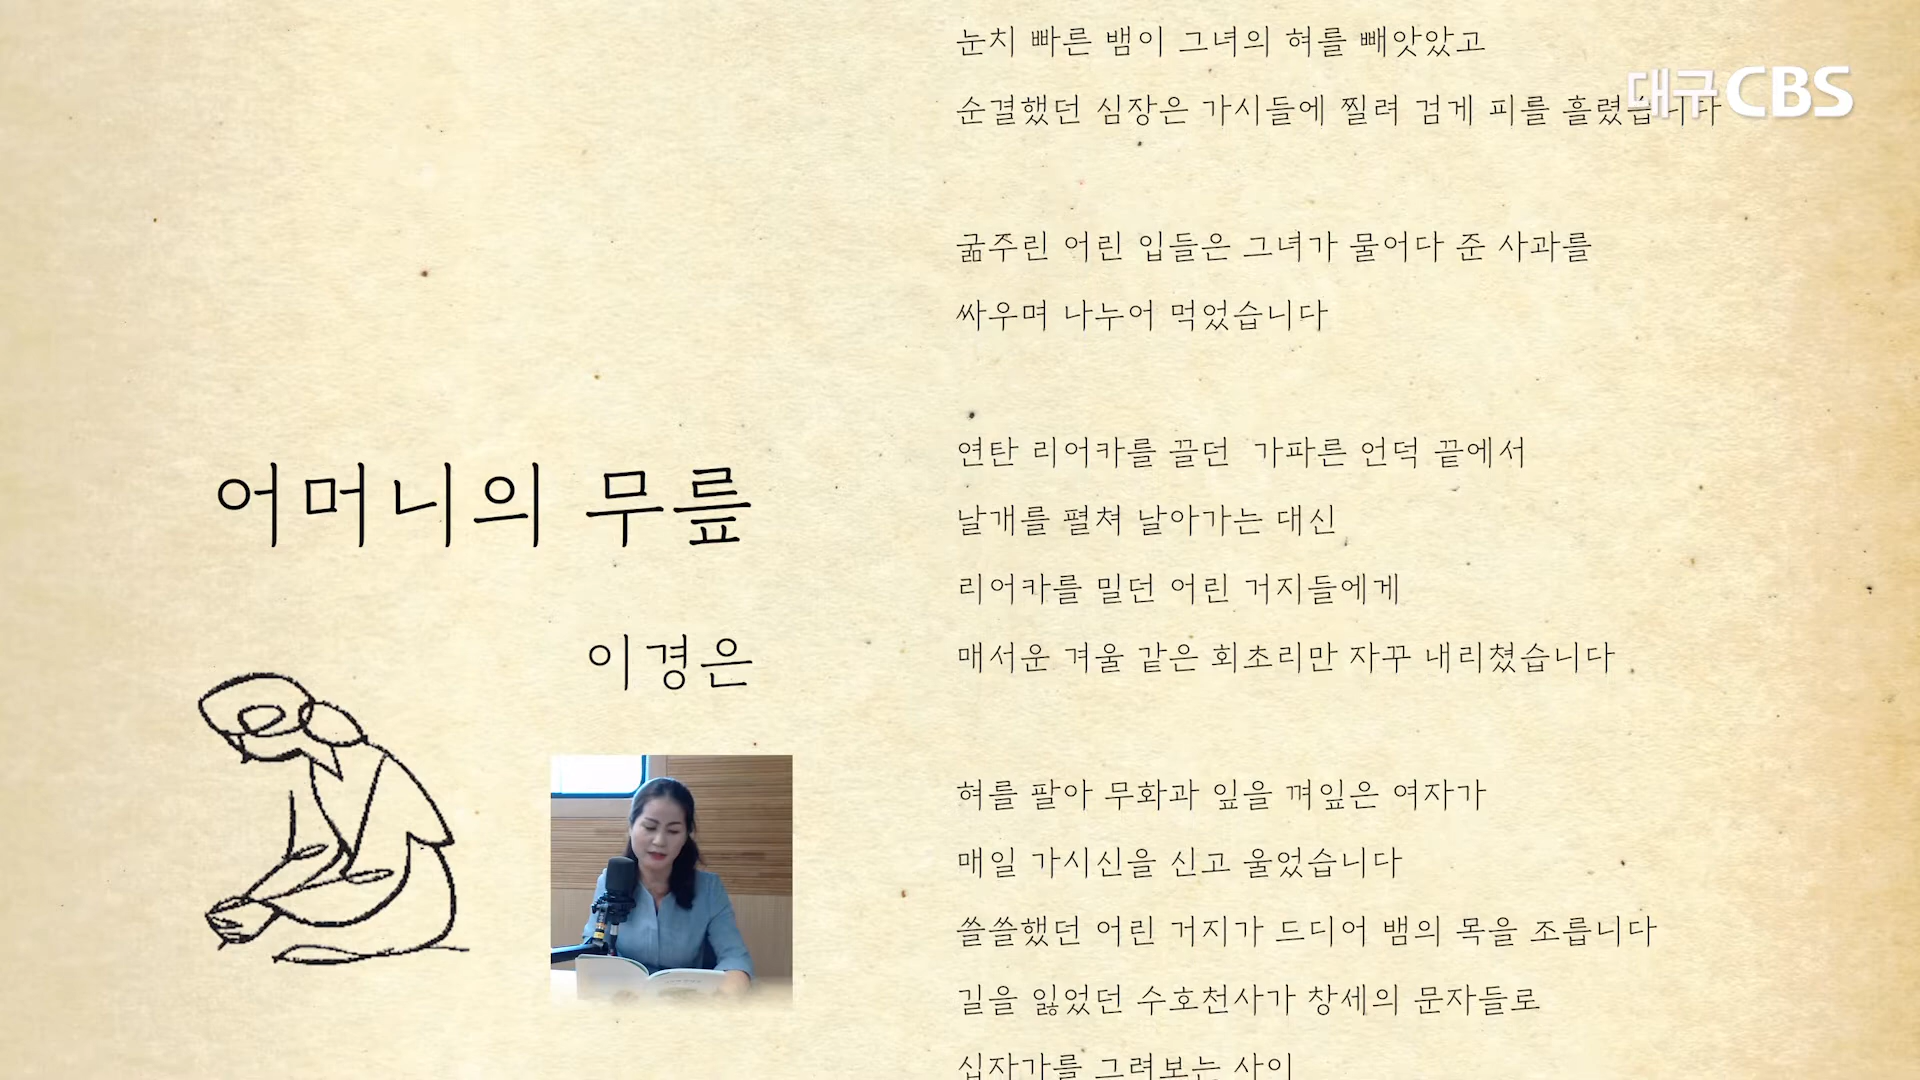 어머니의 무릎
이경은
눈치 빠른 뱀이 그녀의 혀를 빼앗았고
순결했던 심장은 가시들에 찔려 검게 피를 흘렸습니다
굶주린 어린 입들은 그녀가 물어다 준 사과를
싸우며 나누어 먹었습니다
연탄 리어카를 끌던 가파른 언덕 끝에서
날개를 펼쳐 날아가는 대신
리어카를 밀던 어린 거지들에게
매서운 겨울 같은 회초리만 자꾸 내리쳤습니다
혀를 팔아 무화과 잎을 껴입은 여자가
매일 가시신을 신고 울었습니다
쓸쓸했던 어린 거지가 드디어 뱀의 목을 조릅니다
길을 잃었던 수호천사가 창세의 문자들로
십자가를 그려보는 사이
대구CBS